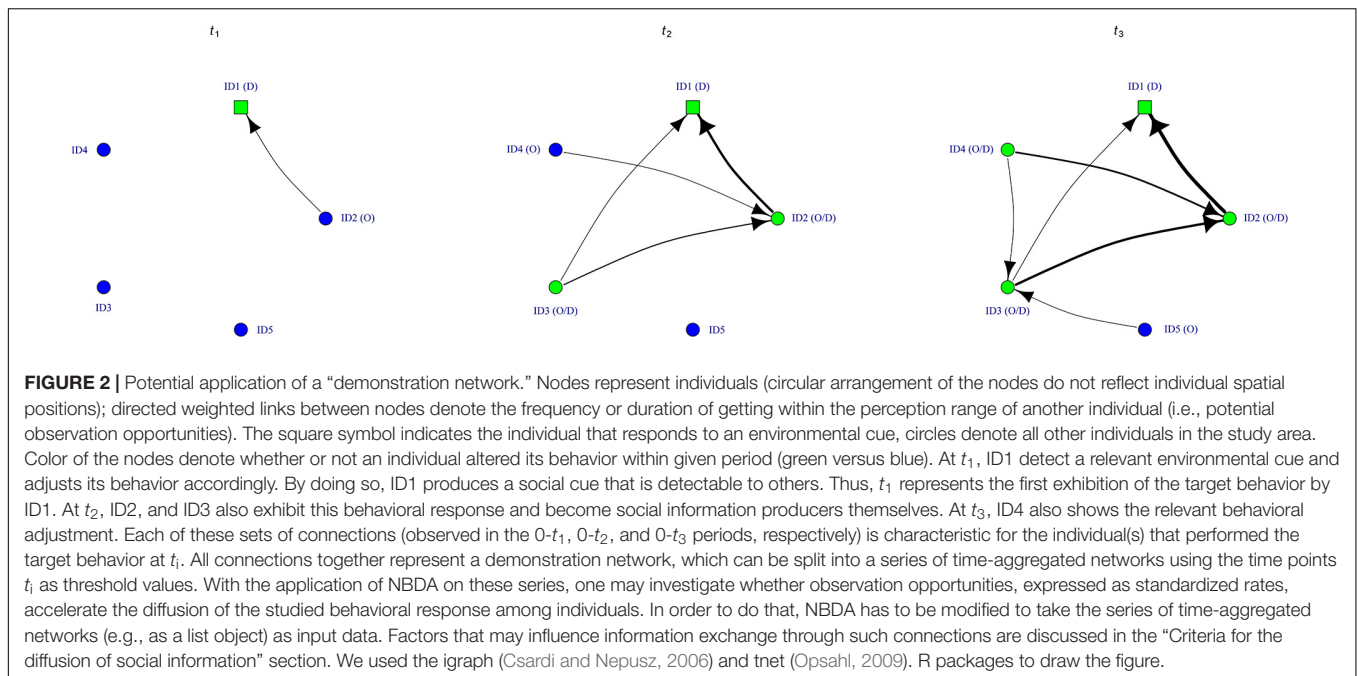 t1
t2
t3
ID1 (D)
ID4
ID2 (O)
ID3
ID5
ID1 (D)
ID4 (O)
ID2 (O/D)
ID3 (O/D)
ID5
ID1 (D)
ID4 (O/D)
ID2 (O/D)
ID3 (O/D)
ID5 (O)
FIGURE 2 | Potential application of a “demonstration network.” Nodes represent individuals (circular arrangement of the nodes do not reflect individual spatial
positions); directed weighted links between nodes denote the frequency or duration of getting within the perception range of another individual (i.e., potential
observation opportunities). The square symbol indicates the individual that responds to an environmental cue, circles denote all other individuals in the study area.
Color of the nodes denote whether or not an individual altered its behavior within given period (green versus blue). At t1, ID1 detect a relevant environmental cue and
adjusts its behavior accordingly. By doing so, ID1 produces a social cue that is detectable to others. Thus, t1 represents the first exhibition of the target behavior by
ID1. At t2, ID2, and ID3 also exhibit this behavioral response and become social information producers themselves. At t3, ID4 also shows the relevant behavioral
adjustment. Each of these sets of connections (observed in the 0-t1, 0-t2, and 0-t3 periods, respectively) is characteristic for the individual(s) that performed the
target behavior at ti. All connections together represent a demonstration network, which can be split into a series of time-aggregated networks using the time points
ti as threshold values. With the application of NBDA on these series, one may investigate whether observation opportunities, expressed as standardized rates,
accelerate the diffusion of the studied behavioral response among individuals. In order to do that, NBDA has to be modified to take the series of time-aggregated
networks (e.g., as a list object) as input data. Factors that may influence information exchange through such connections are discussed in the “Criteria for the
diffusion of social information” section. We used the igraph (Csardi and Nepusz, 2006) and tnet (Opsahl, 2009). R packages to draw the figure.